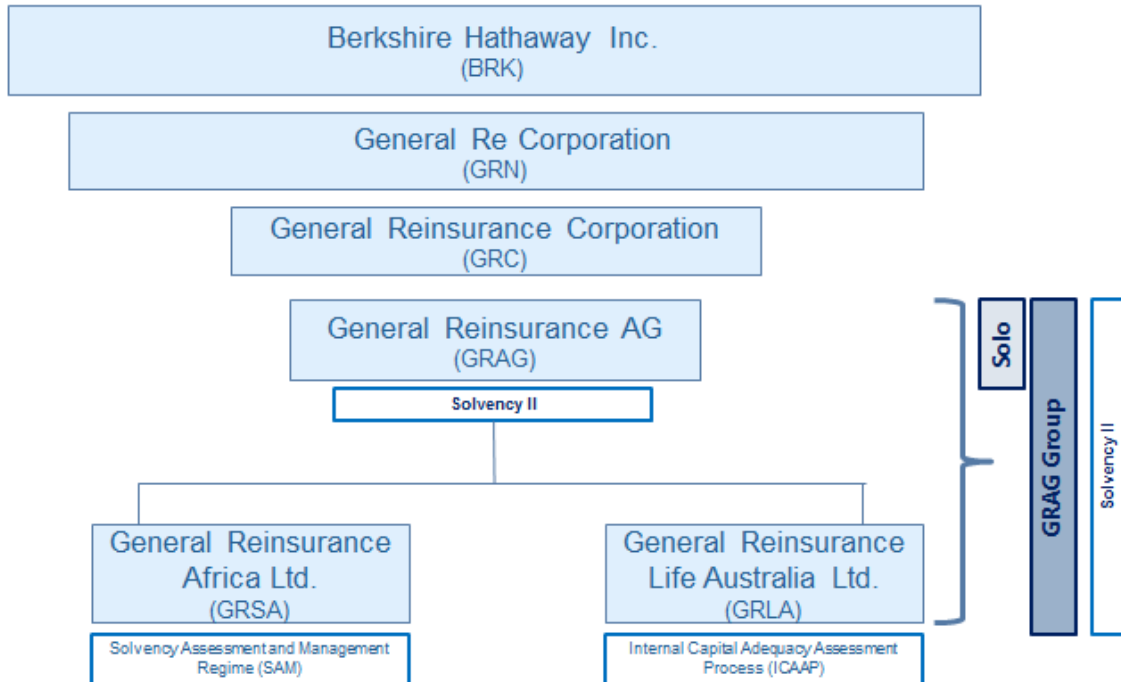 Berkshire Hathaway Inc.
(BRK)
General Re Corporation
(GRN)
General Reinsurance Corporation
(GRC)
General Reinsurance AG
(GRAG)
Solvency II
General Reinsurance
Africa Ltd.
(GRSA)
Solvency Assessment and Management
Regime (SAM)
General Reinsurance
Life Australia Ltd.
(GRLA)
Internal Capital Adequacy Assessment
Process (ICAAP)
Solo
GRAG Group
Solvency II